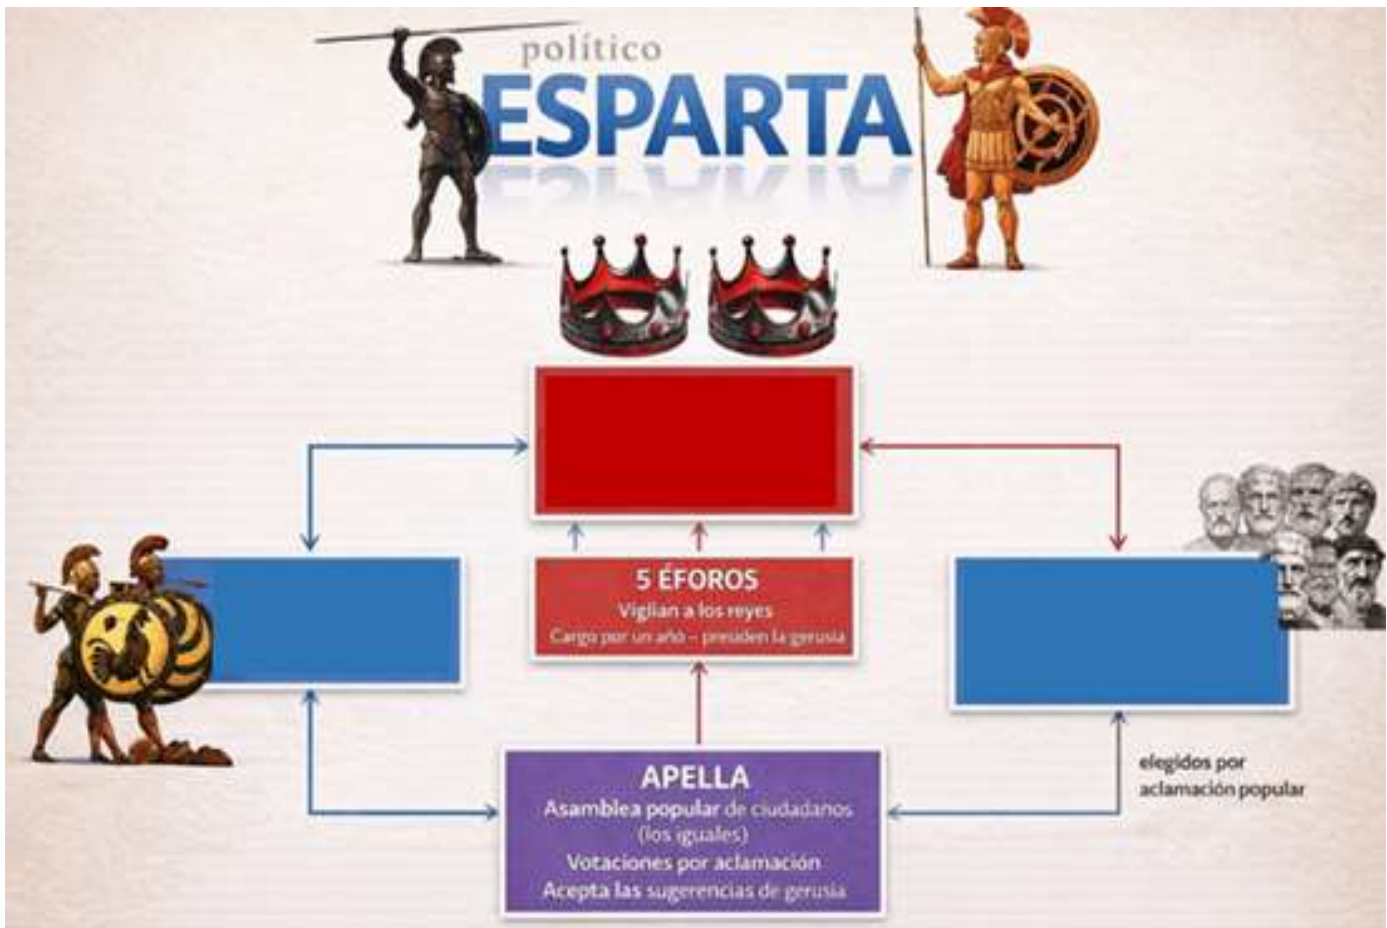 político
ESPARTA
5 ÉFOROS
Vigilan a los reyes
Cargo por un año – presiden la gerusia
APELLA
Asamblea popular de ciudadanos
(los iguales)
Votaciones por aclamación
Acepta las sugerencias de gerusia
elegidos por
aclamación popular